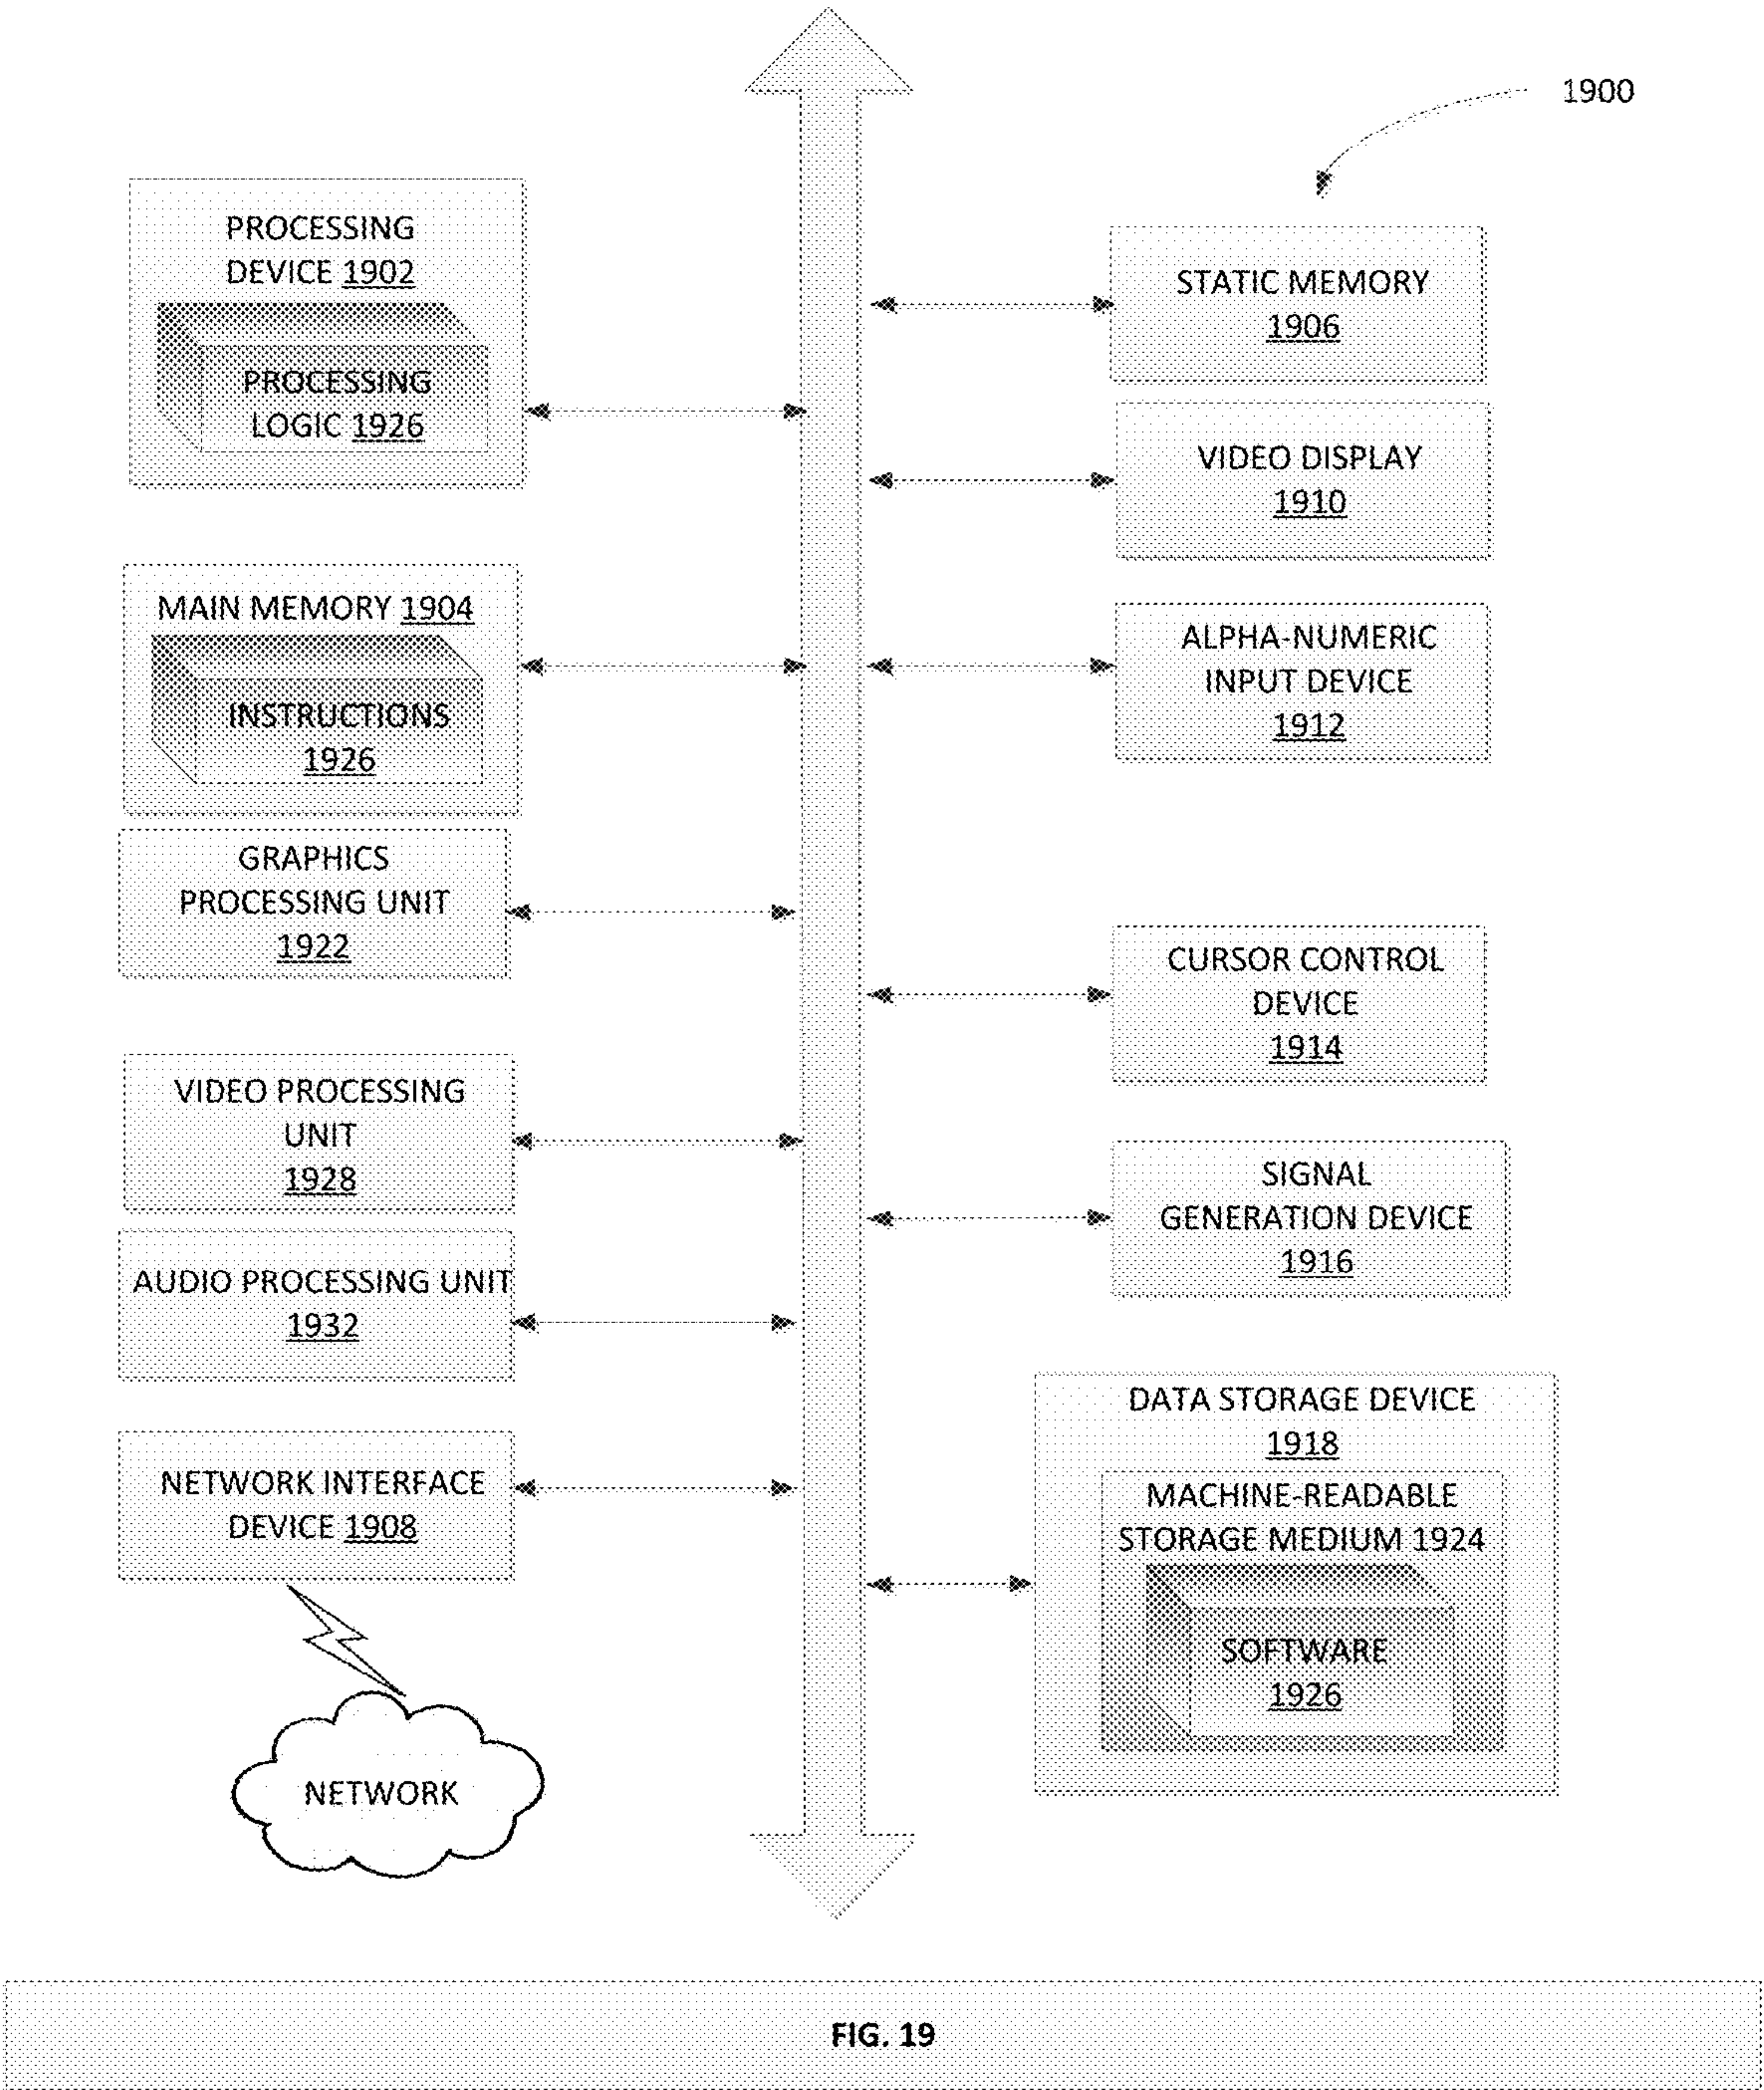 1900
PROCESSING
DEVICE 1902
PROCESSING
LOGIC 1926
MAIN MEMORY 1904
INSTRUCTIONS
1926
GRAPHICS
PROCESSING UNIT
1922
VIDEO PROCESSING
UNIT
1928
AUDIO PROCESSING UNIT
1932
NETWORK INTERFACE
DEVICE 1908
NETWORK
STATIC MEMORY
1906
VIDEO DISPLAY
1910
ALPHA-NUMERIC
INPUT DEVICE
1912
CURSOR CONTROL
DEVICE
1914
SIGNAL
GENERATION DEVICE
1916
DATA STORAGE DEVICE
1918
MACHINE-READABLE
STORAGE MEDIUM 1924
SOFTWARE
1926
FIG. 19